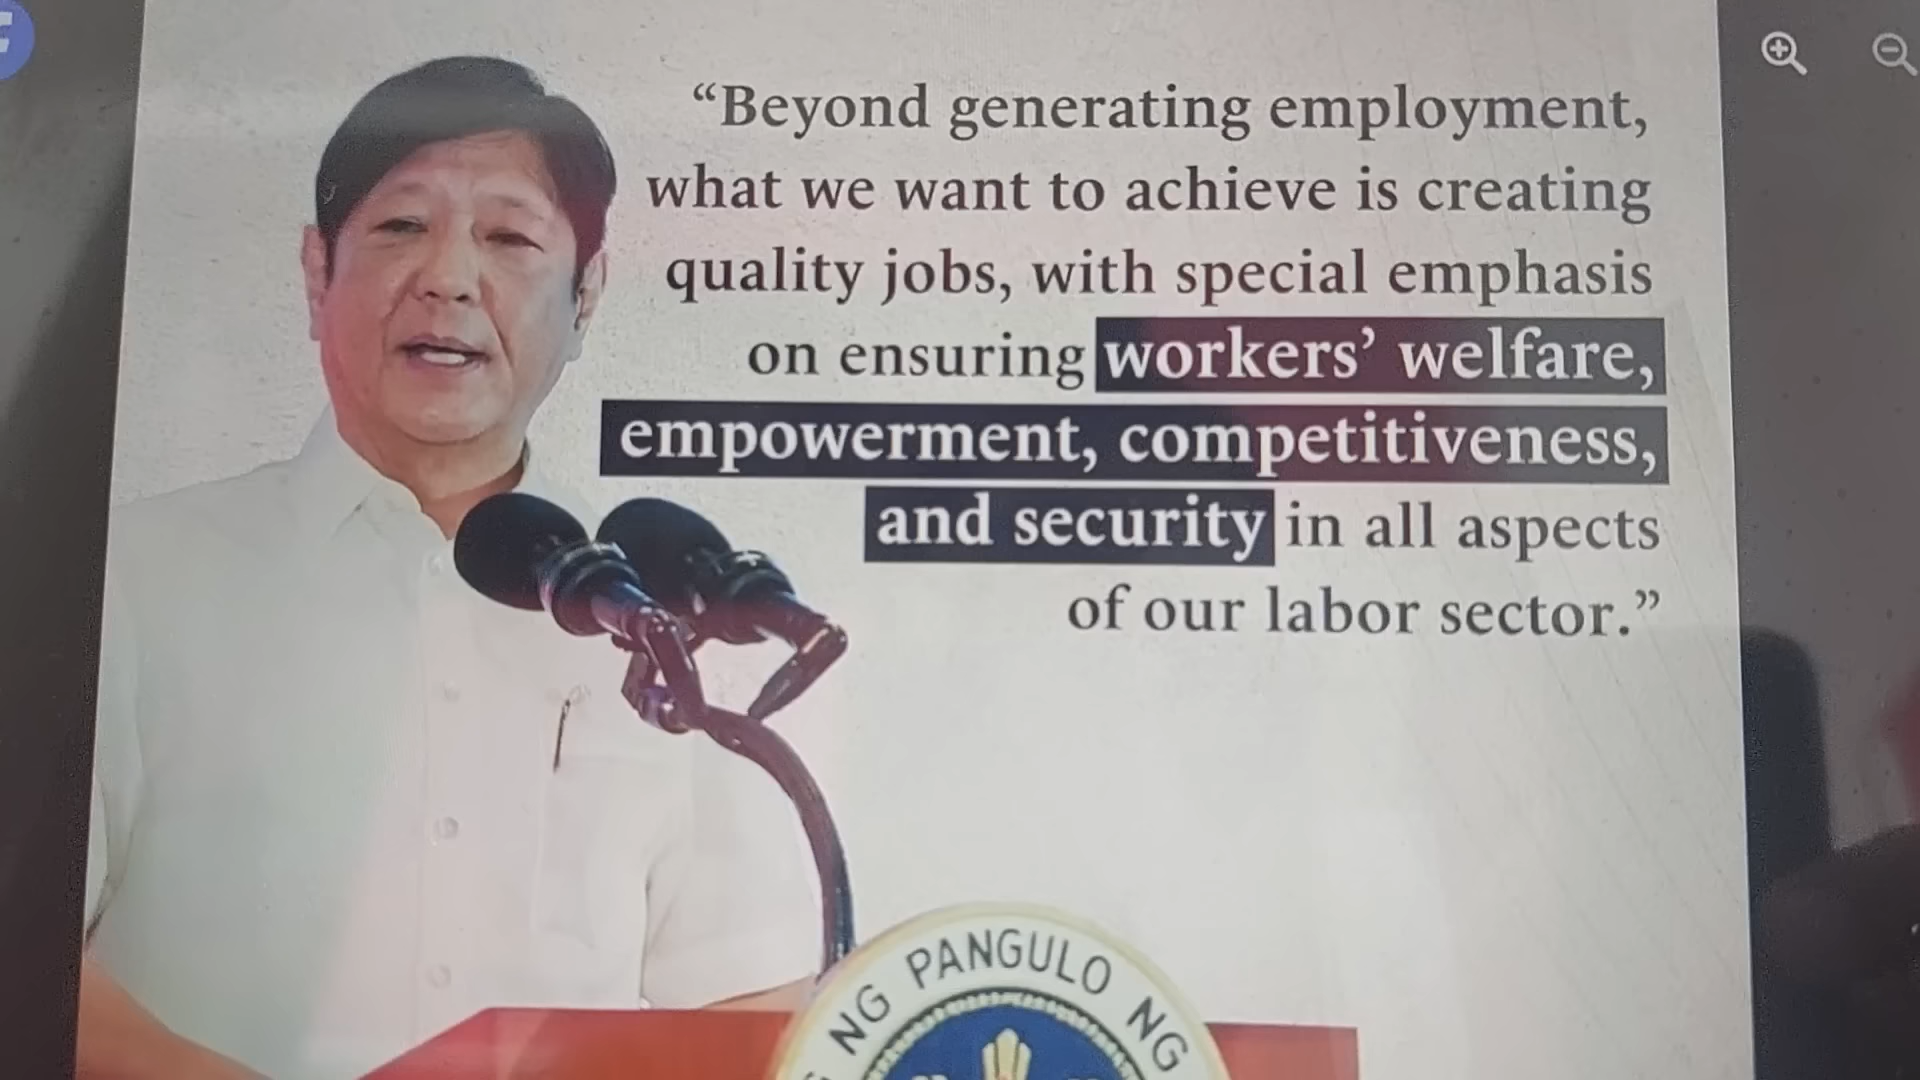 “Beyond generating employment,
what we want to achieve is creating
quality jobs, with special emphasis
on ensuring workers’ welfare,
empowerment, competitiveness,
and security in all aspects
of our labor sector.”
NG PANGULO NG